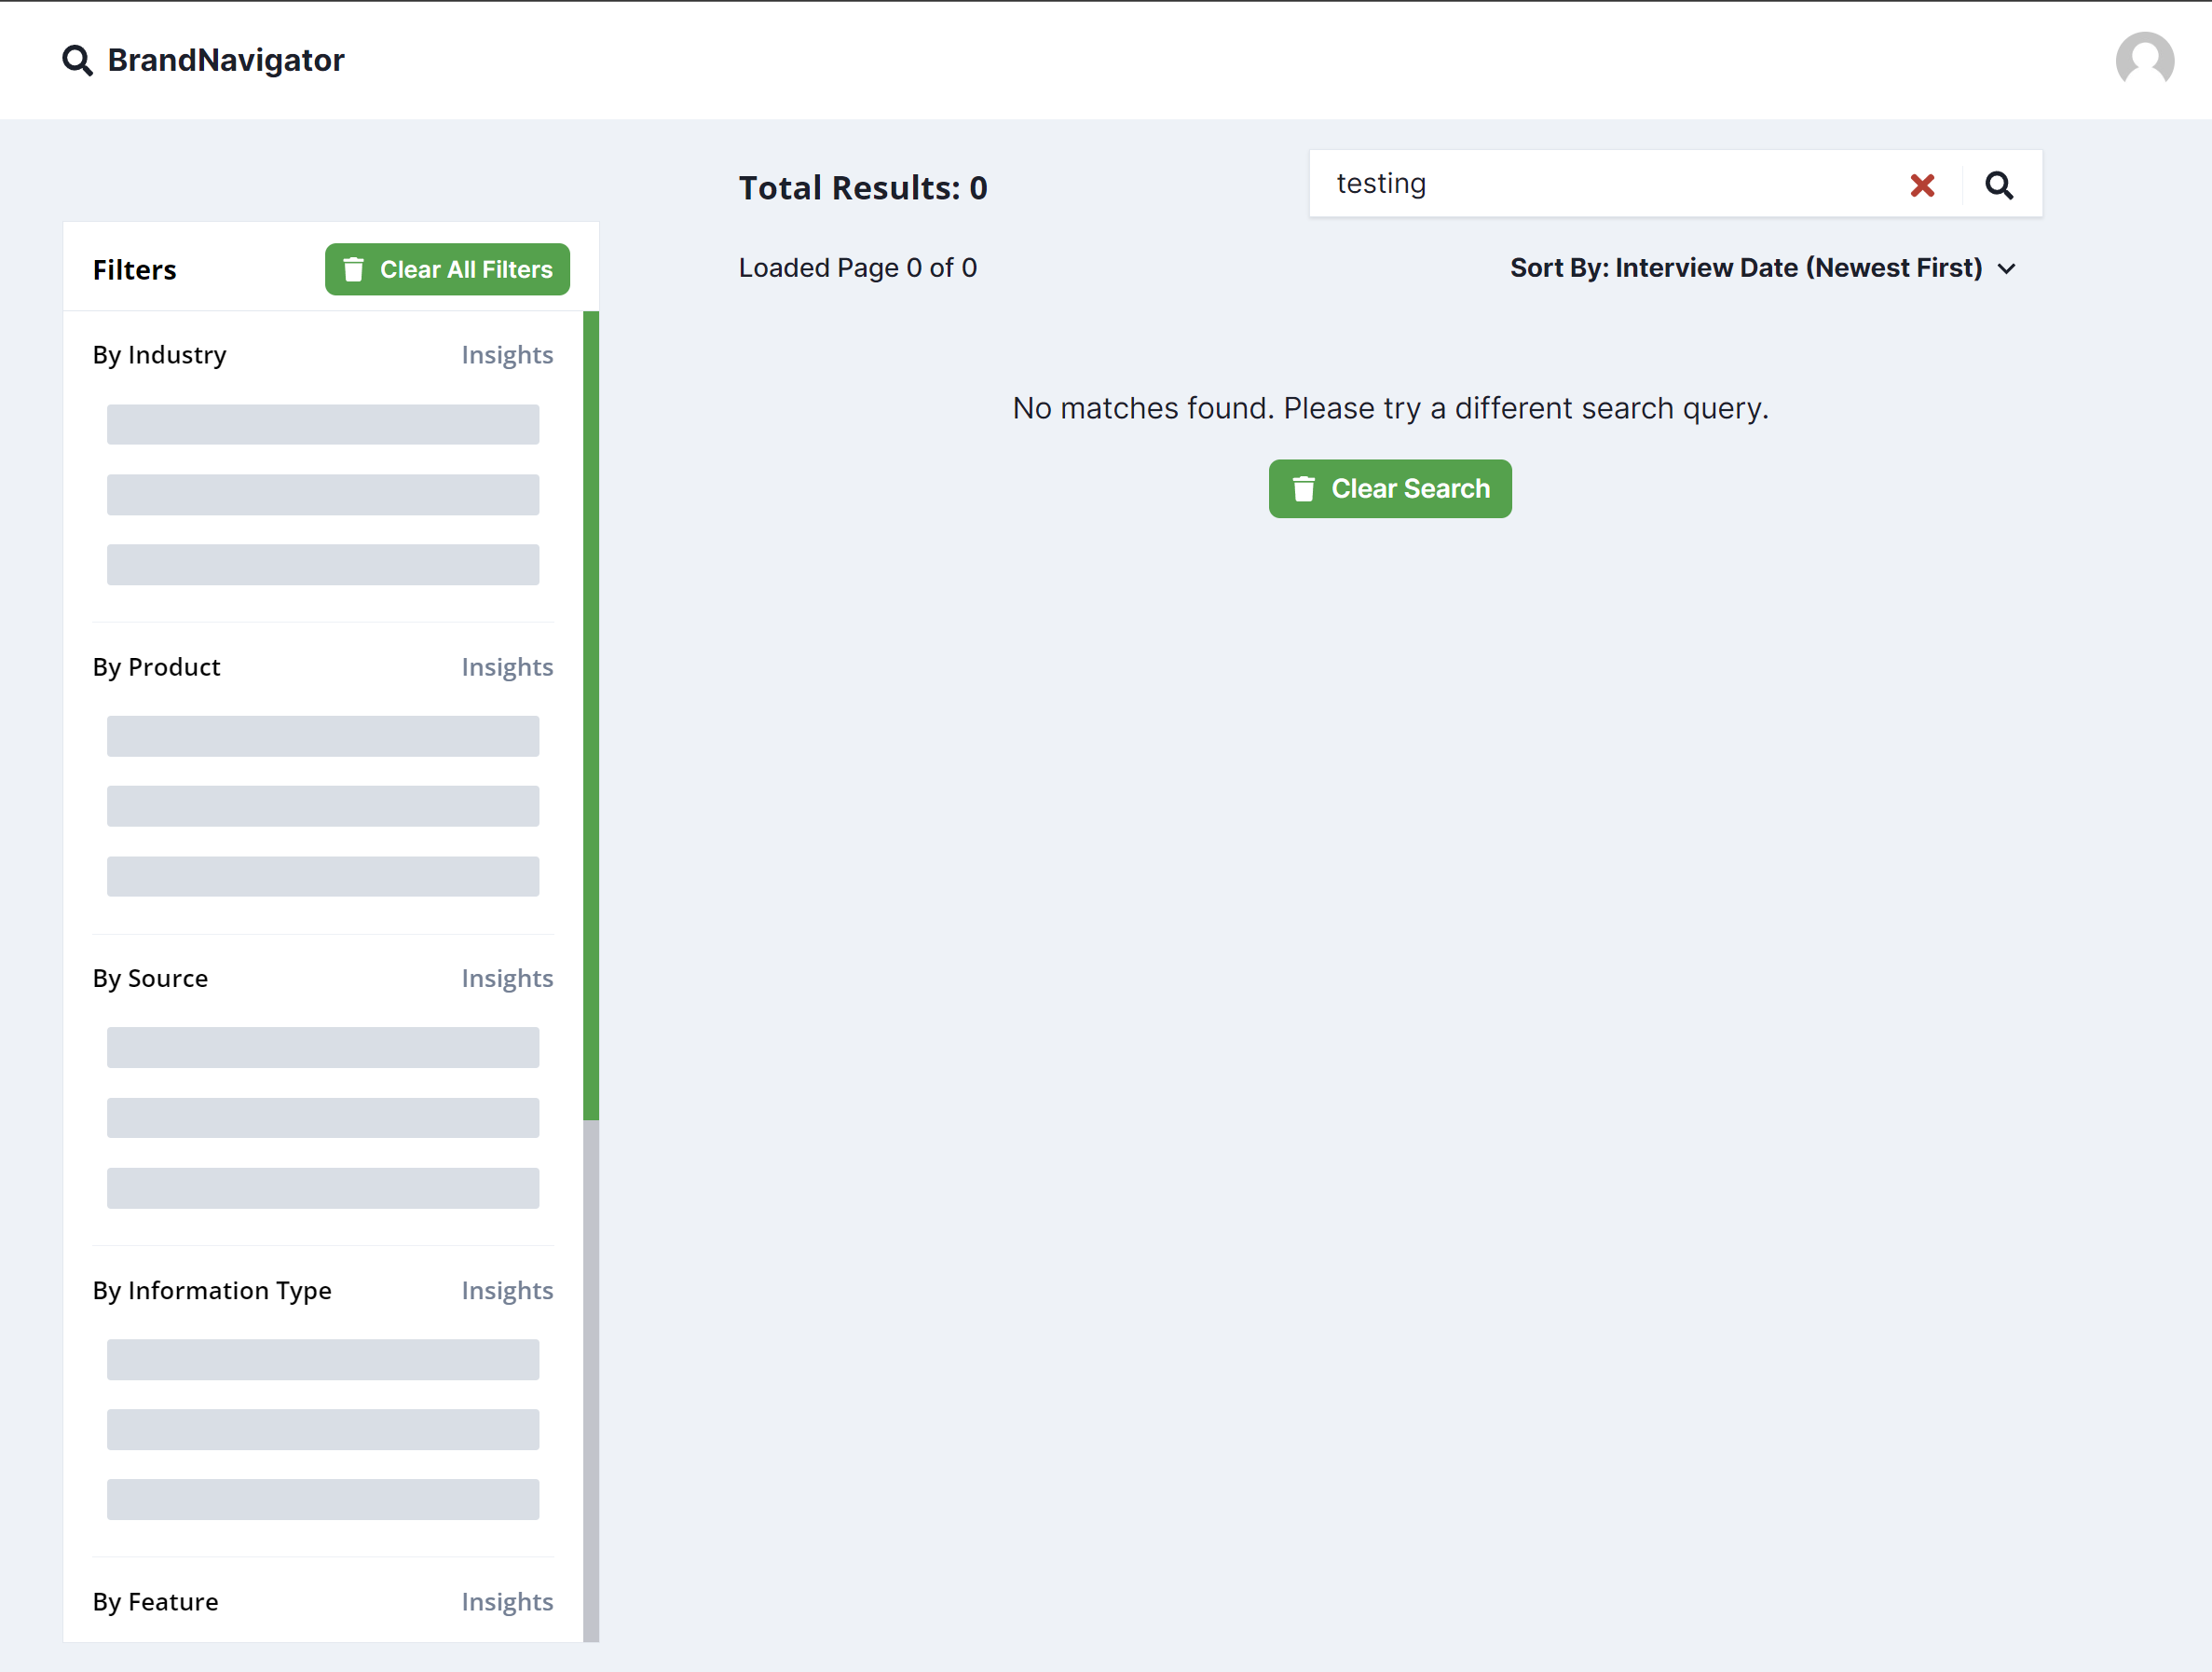 BrandNavigator
Total Results: 0
testing
Loaded Page 0 of 0
Sort By: Interview Date (Newest First)
Filters
Clear All Filters
By Industry
Insights
By Product
Insights
By Source
Insights
By Information Type
Insights
By Feature
Insights
No matches found. Please try a different search query.
Clear Search